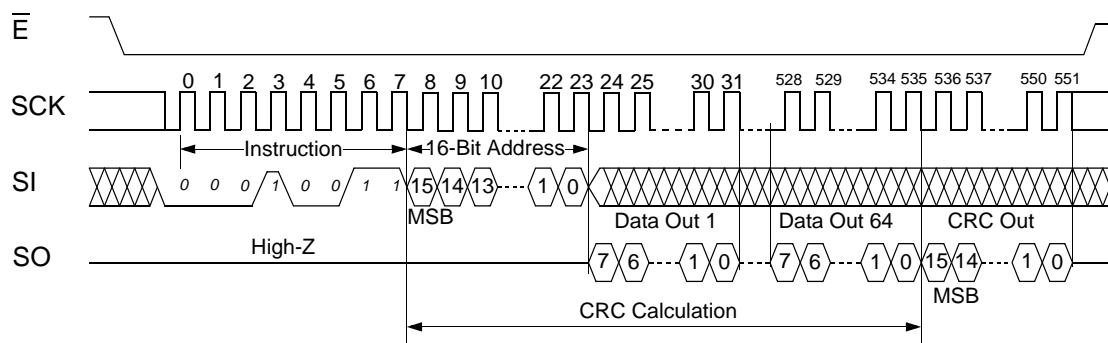 E
0 1 2 3 4 5 6 7 8 9 10 22 23 24 25 30 31 528 529 534 535 536 537 550 551
SCK
Instruction 16-Bit Address
SI 0 0 0 1 0 0 1 1 15 14 13 1 0
MSB Data Out 1 Data Out 64 CRC Out
High-Z
SO 7 6 1 0 7 6 1 0 15 14 1 0
MSB
CRC Calculation